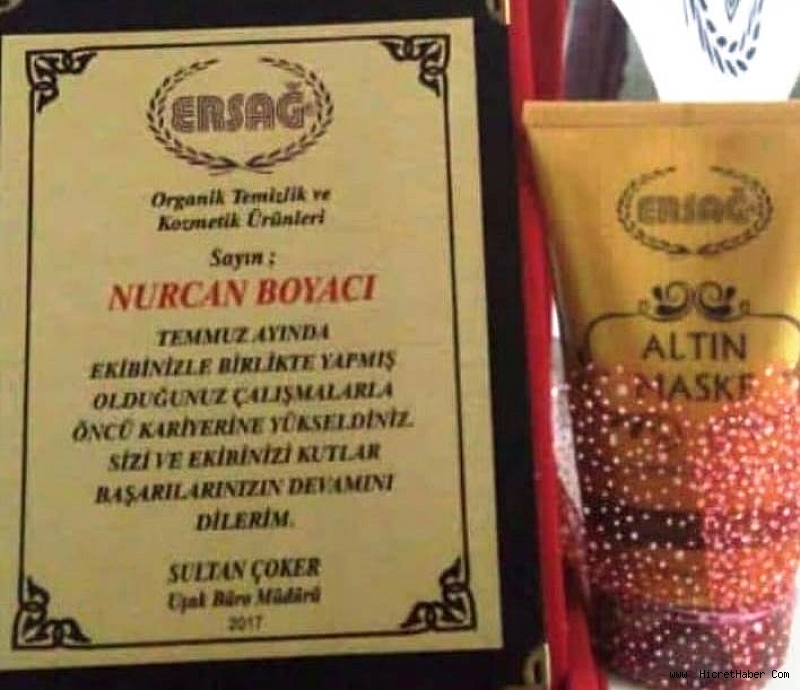 ERSAĞ
Organik Temizlik ve
Kozmetik Ürünleri
Sayın ;
NURCAN BOYACI
TEMMUZ AYINDA
EKİBİNİZLE BİRLİKTE YAPMIŞ
OLDUĞUNUZ ÇALIŞMALARLA
ÖNCÜ KARİYERİNE YÜKSELDİNİZ.
SİZİ VE EKİBİNİZİ KUTLAR
BAŞARILARINIZIN DEVAMINI
DİLERİM.
SULTAN ÇOKER
Uşak Büro Müdürü
2017
ERSAĞ
ALTIN
MASKE
www HicretHaber Com